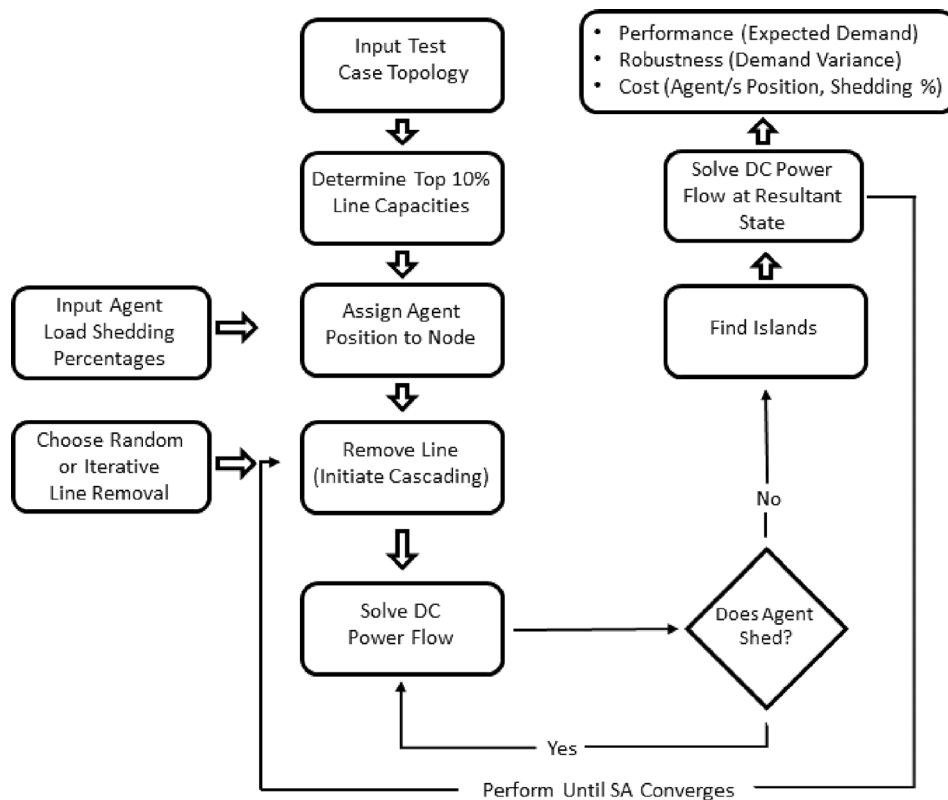 Input Test
Case Topology
Determine Top 10%
Line Capacities
Input Agent
Load Shedding
Percentages
Assign Agent
Position to Node
Choose Random
or Iterative
Line Removal
Remove Line
(Initiate Cascading)
Solve DC
Power Flow
Does Agent
Shed?
Yes
No
Find Islands
Solve DC Power
Flow at Resultant
State
• Performance (Expected Demand)
• Robustness (Demand Variance)
• Cost (Agent/s Position, Shedding %)
Perform Until SA Converges